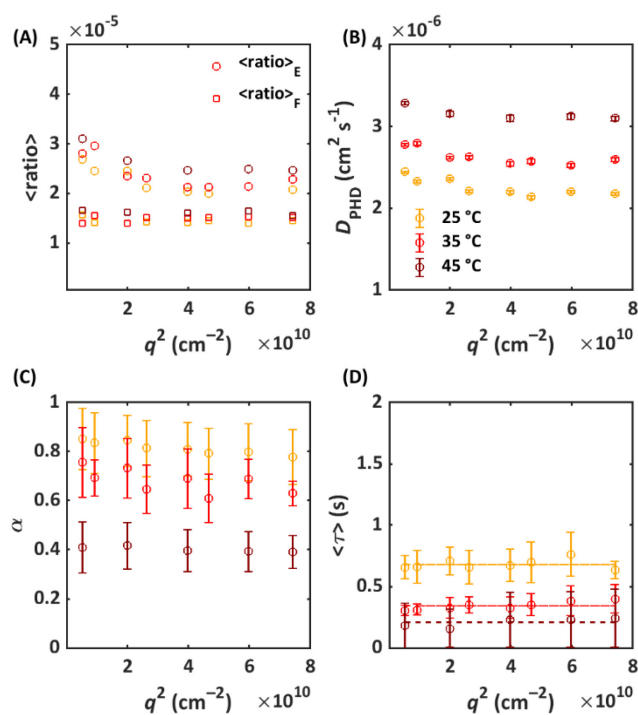 (A)
×10⁻⁵
5
4
3
2
1
<ratio>
<ratio>E
<ratio>F
0 2 4 6 8
q² (cm⁻²) ×10¹⁰
(B)
×10⁻⁶
4
3
2
1
DPHD (cm² s⁻¹)
25 °C
35 °C
45 °C
0 2 4 6 8
q² (cm⁻²) ×10¹⁰
(C)
1
0.8
0.6
0.4
0.2
0
α
0 2 4 6 8
q² (cm⁻²) ×10¹⁰
(D)
2
1.5
1
0.5
0
<τ> (s)
0 2 4 6 8
q² (cm⁻²) ×10¹⁰